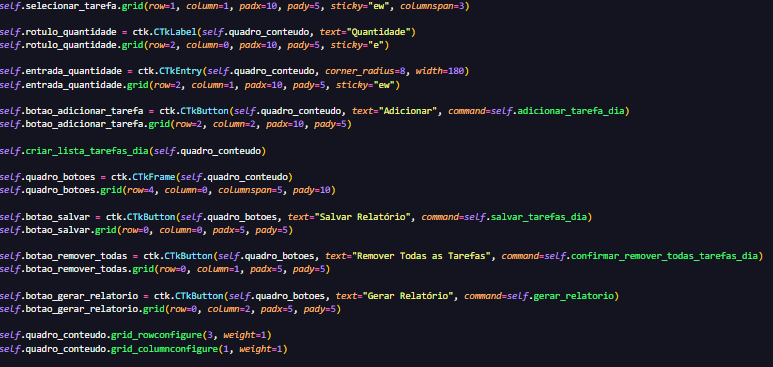 self.selecionar_tarefa.grid(row=1, column=1, padx=10, pady=5, sticky="ew", columnspan=3)
self.rotulo_quantidade = ctk.CTkLabel(self.quadro_conteudo, text="Quantidade")
self.rotulo_quantidade.grid(row=2, column=0, padx=10, pady=5, sticky="e")
self.entrada_quantidade = ctk.CTkEntry(self.quadro_conteudo, corner_radius=8, width=180)
self.entrada_quantidade.grid(row=2, column=1, padx=10, pady=5, sticky="ew")
self.botao_adicionar_tarefa = ctk.CTkButton(self.quadro_conteudo, text="Adicionar", command=self.adicionar_tarefa_dia)
self.botao_adicionar_tarefa.grid(row=2, column=2, padx=10, pady=5)
self.criar_lista_tarefas_dia(self.quadro_conteudo)
self.quadro_botoes = ctk.CTkFrame(self.quadro_conteudo)
self.quadro_botoes.grid(row=4, column=0, columnspan=5, pady=10)
self.botao_salvar = ctk.CTkButton(self.quadro_botoes, text="Salvar Relatório", command=self.salvar_tarefas_dia)
self.botao_salvar.grid(row=0, column=0, padx=5, pady=5)
self.botao_remover_todas = ctk.CTkButton(self.quadro_botoes, text="Remover Todas as Tarefas", command=self.confirmar_remover_todas_tarefas_dia)
self.botao_remover_todas.grid(row=0, column=1, padx=5, pady=5)
self.botao_gerar_relatorio = ctk.CTkButton(self.quadro_botoes, text="Gerar Relatório", command=self.gerar_relatorio)
self.botao_gerar_relatorio.grid(row=0, column=2, padx=5, pady=5)
self.quadro_conteudo.grid_rowconfigure(3, weight=1)
self.quadro_conteudo.grid_columnconfigure(1, weight=1)